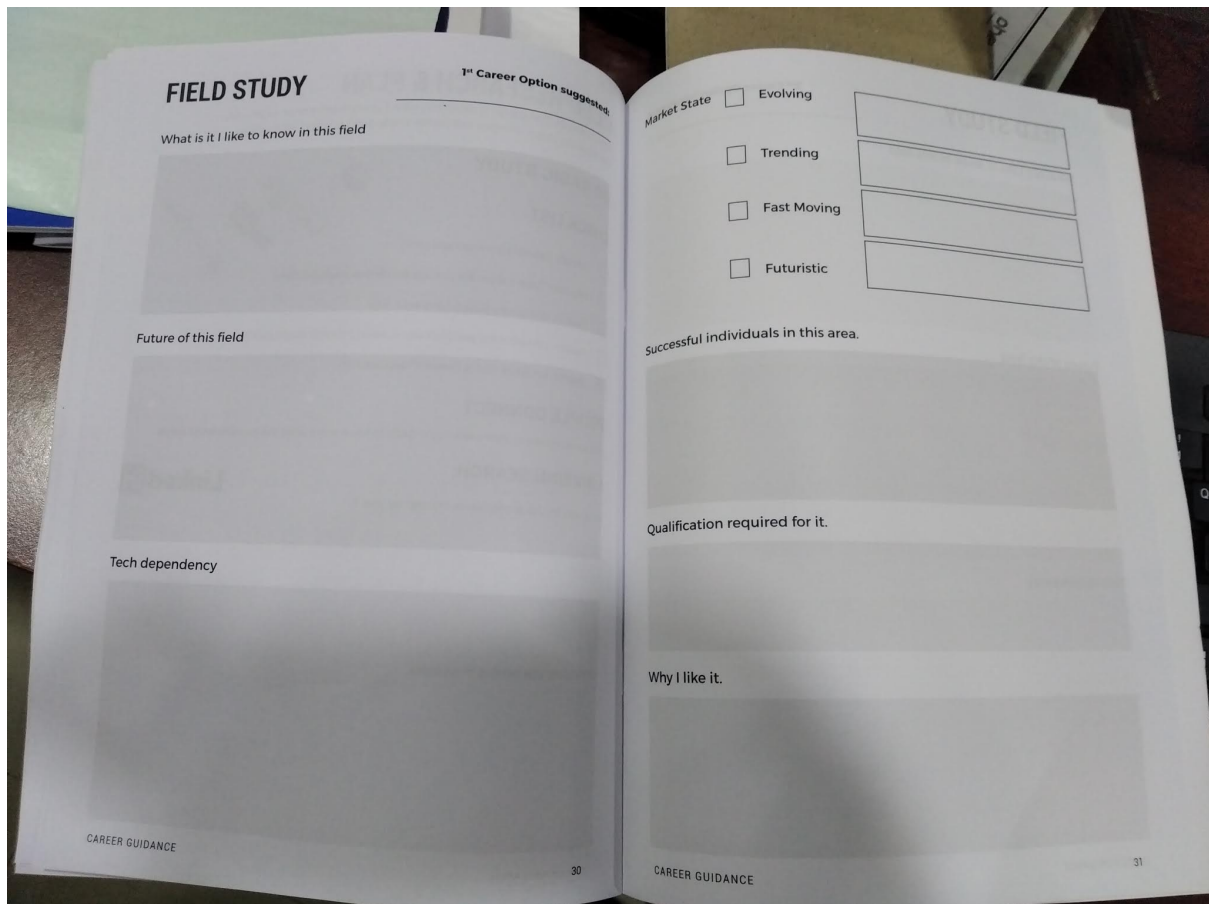 FIELD STUDY
1st Career Option suggested:
What is it I like to know in this field
Future of this field
Tech dependency
CAREER GUIDANCE
30
Market State
Evolving
Trending
Fast Moving
Futuristic
Successful individuals in this area.
Qualification required for it.
Why I like it.
CAREER GUIDANCE
31